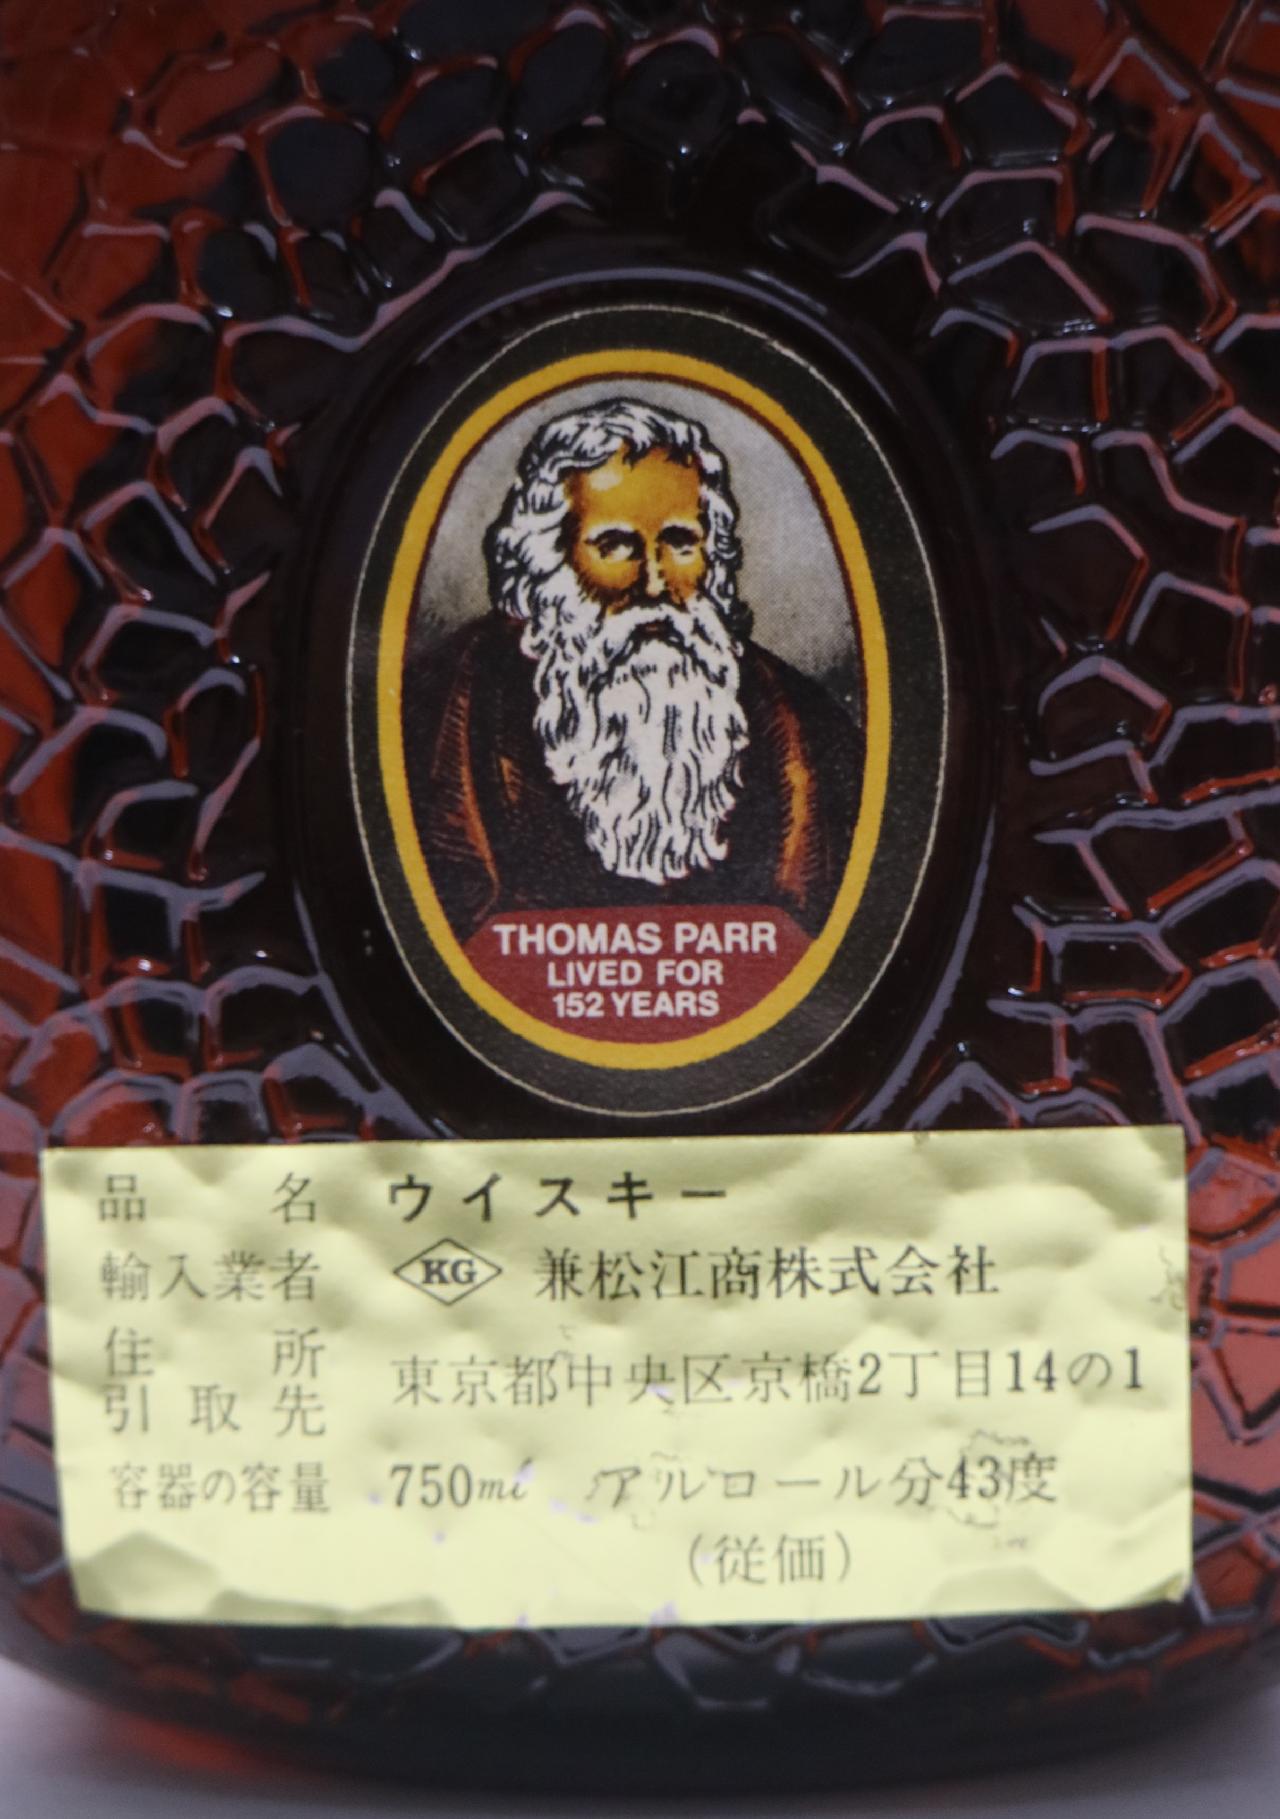 THOMAS PARR
LIVED FOR
152 YEARS
品名 ウイスキー
輸入業者 KG 兼松江商株式会社
住所
引取先 東京都中央区京橋2丁目14の1
容器の容量 750ml アルコール分43度
(従価)